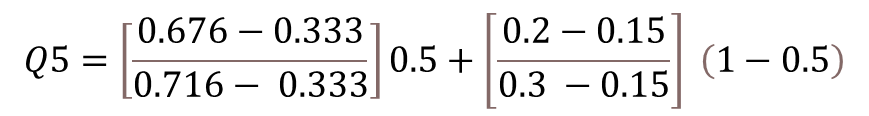 Q5 = [(0.676 − 0.333)/(0.716 − 0.333)] 0.5 + [(0.2 − 0.15)/(0.3 − 0.15)] (1 − 0.5)